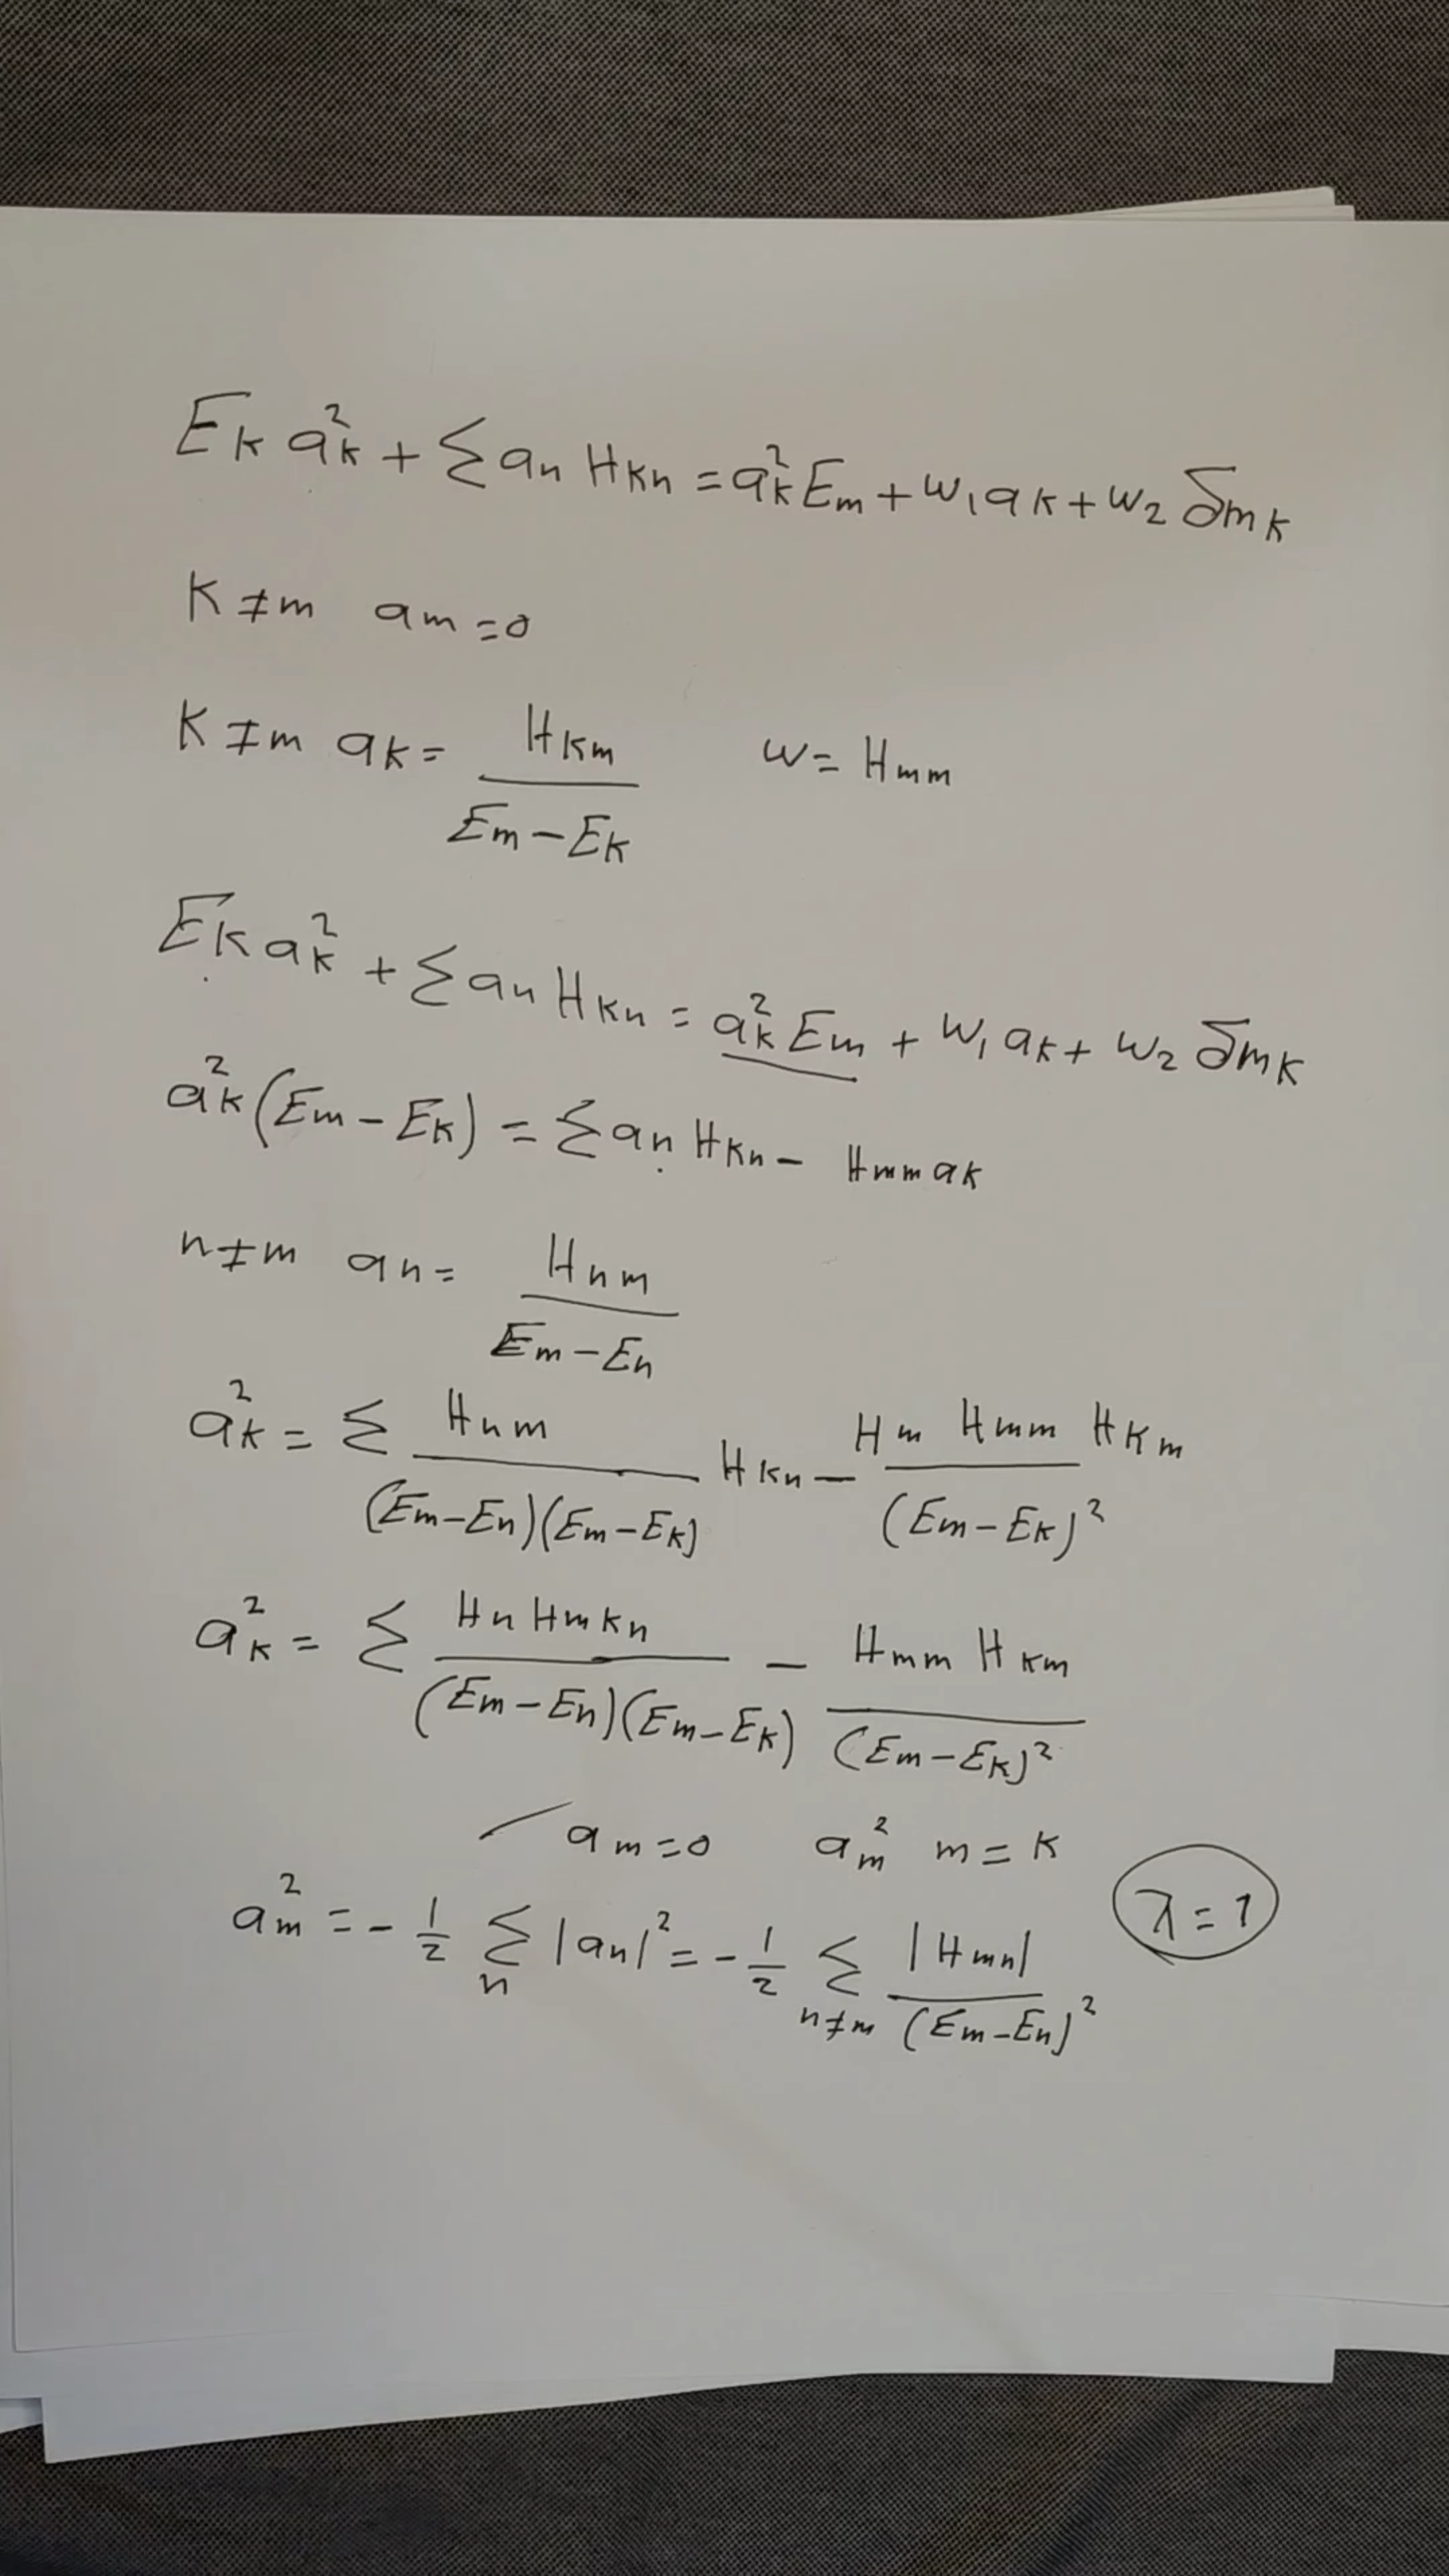 E_k a_k^2 + Σ a_n H_kn = a_k^2 E_m + w_1 a_k + w_2 δ_mk
K ≠ m a_m = 0
K ≠ m a_k = H_km / (E_m − E_k) w = H_mm
E_k a_k^2 + Σ a_n H_kn = a_k^2 E_m + w_1 a_k + w_2 δ_mk
a_k^2 (E_m − E_k) = Σ a_n H_kn − H_mm a_k
n ≠ m a_n = H_nm / (E_m − E_n)
a_k^2 = Σ H_nm / (E_m − E_n)(E_m − E_k) H_kn − H_m H_mm H_km / (E_m − E_k)^2
a_k^2 = Σ H_n H_mkn / (E_m − E_n)(E_m − E_k) − H_mm H_km / (E_m − E_k)^2
a_m = 0 a_m^2 m = k
λ = 1
a_m^2 = − 1/2 Σ_n |a_n|^2 = − 1/2 Σ_n≠m |H_mn| / (E_m − E_n)^2